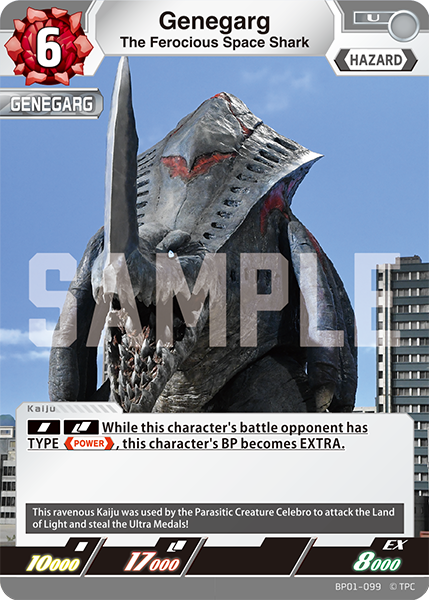 Genegarg
The Ferocious Space Shark
6
U
HAZARD
GENEGARG
SAMPLE
Kaiju
While this character's battle opponent has
TYPE POWER, this character's BP becomes EXTRA.
This ravenous Kaiju was used by the Parasitic Creature Celebro to attack the Land
of Light and steal the Ultra Medals!
10000 17000 EX 8000
BP01-099 © TPC